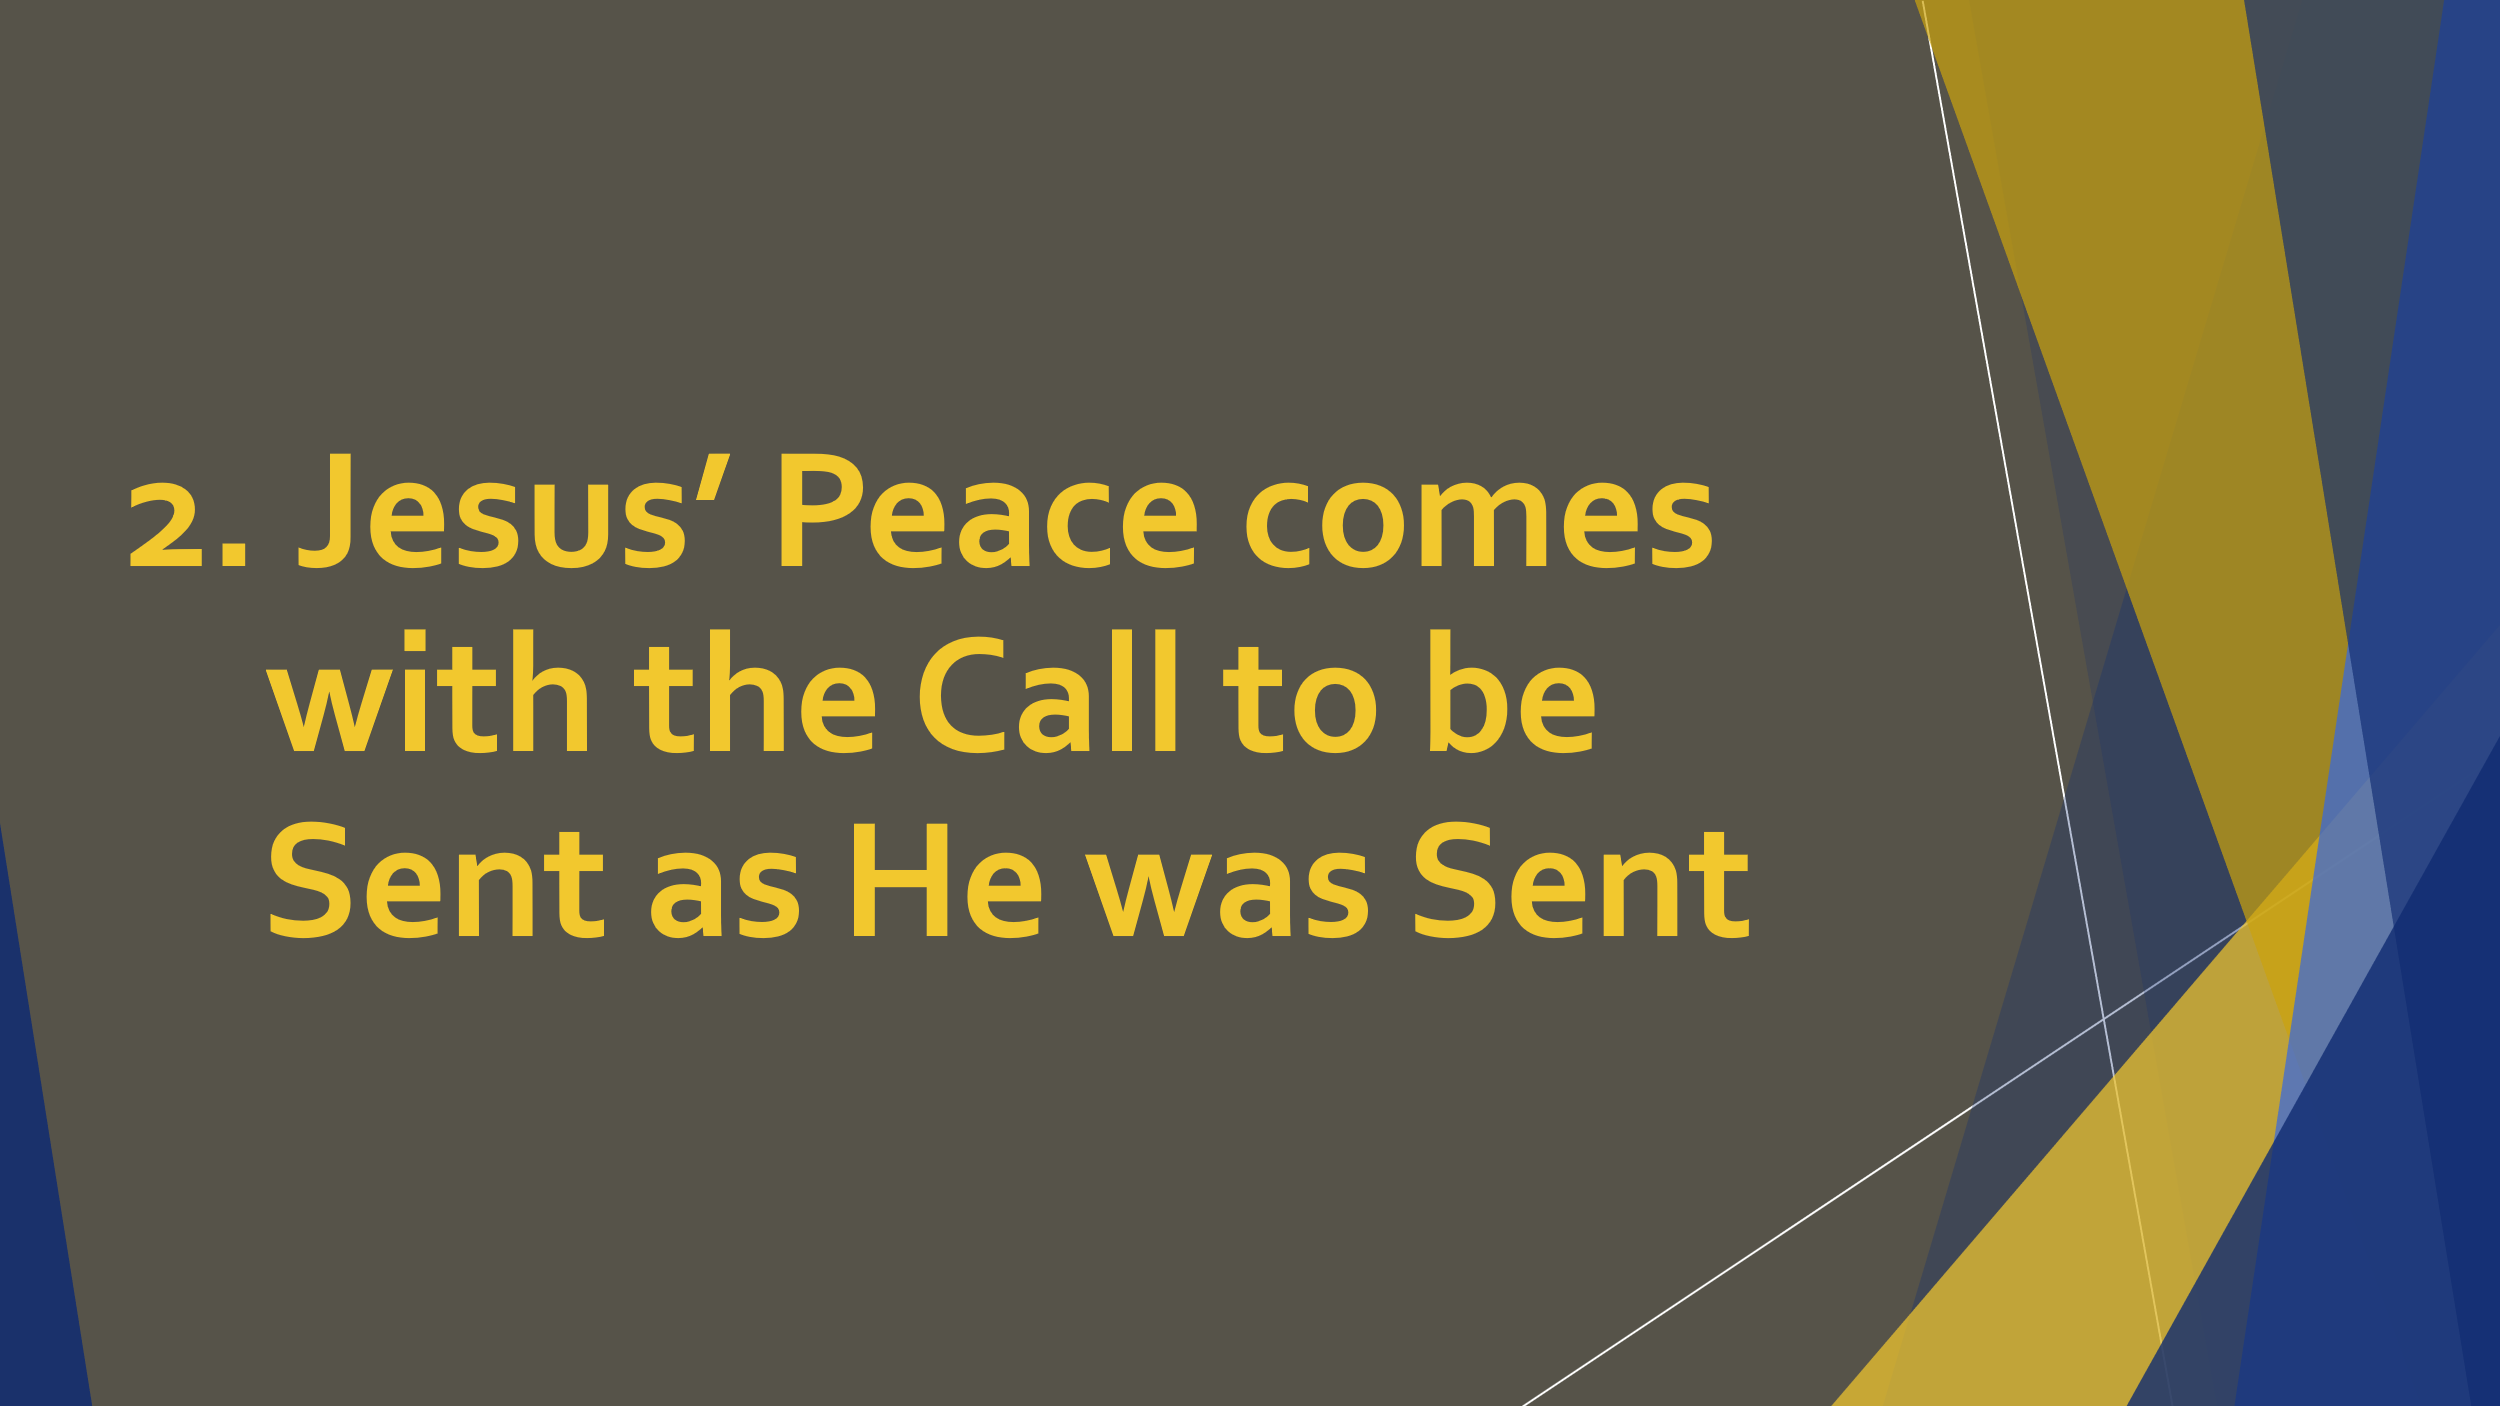 2. Jesus’ Peace comes
with the Call to be
Sent as He was Sent